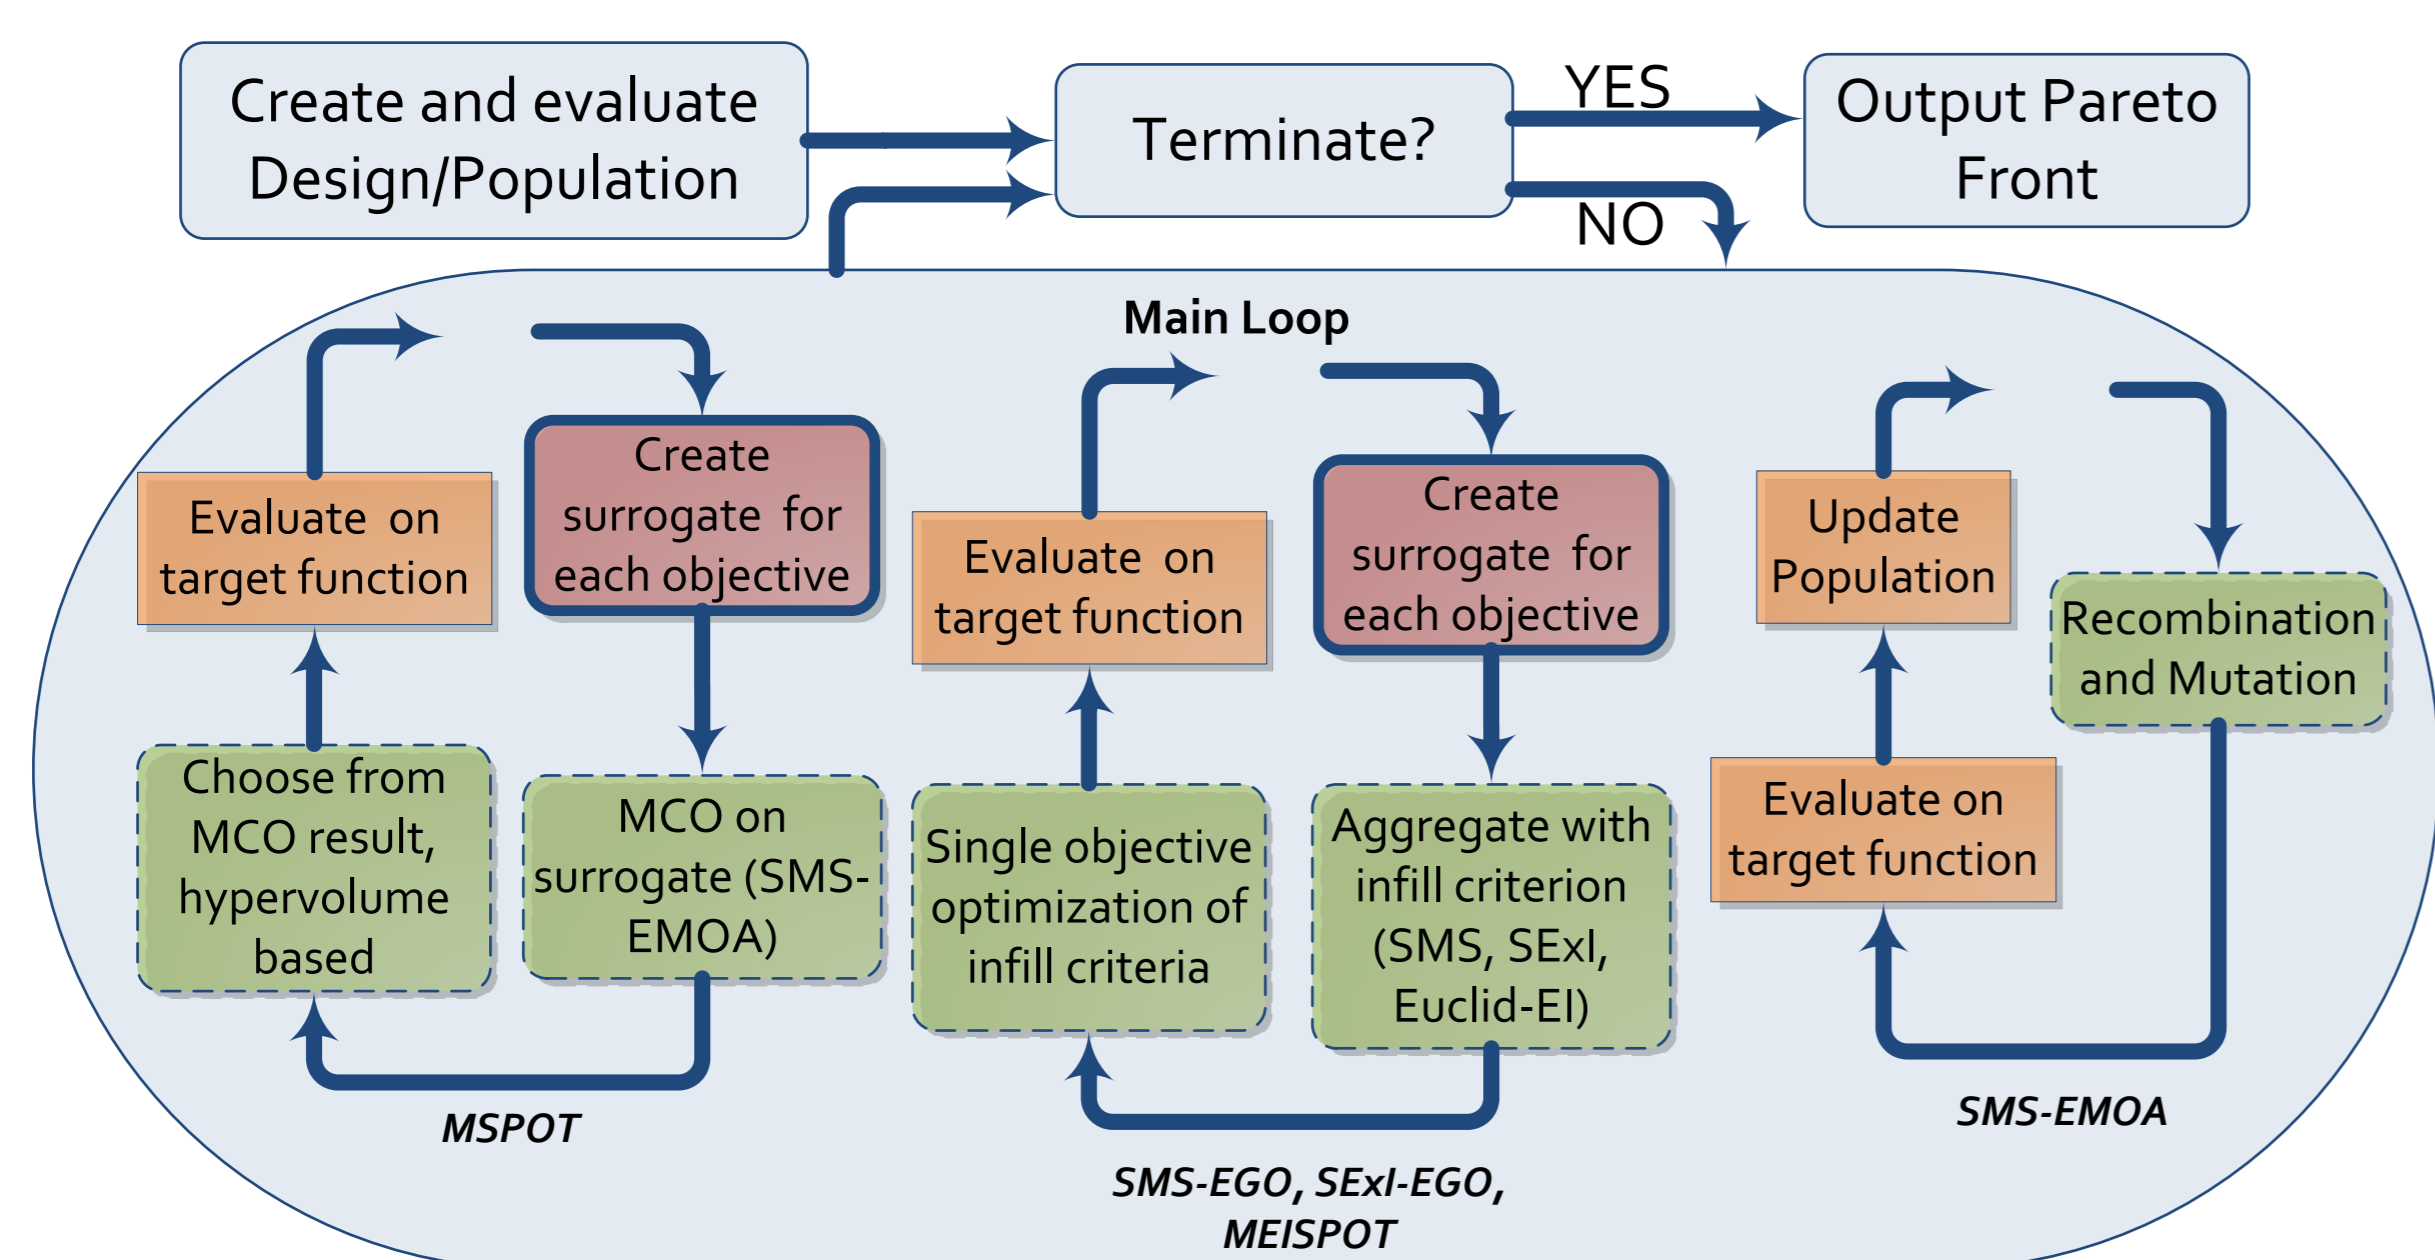 Create and evaluate
Design/Population
Terminate?
YES
NO
Output Pareto
Front
Main Loop
Evaluate on
target function
Create
surrogate for
each objective
Choose from
MCO result,
hypervolume
based
MCO on
surrogate (SMS-
EMOA)
MSPOT
Evaluate on
target function
Create
surrogate for
each objective
Single objective
optimization of
infill criteria
Aggregate with
infill criterion
(SMS, SExI,
Euclid-EI)
SMS-EGO, SExI-EGO,
MEISPOT
Update
Population
Recombination
and Mutation
Evaluate on
target function
SMS-EMOA